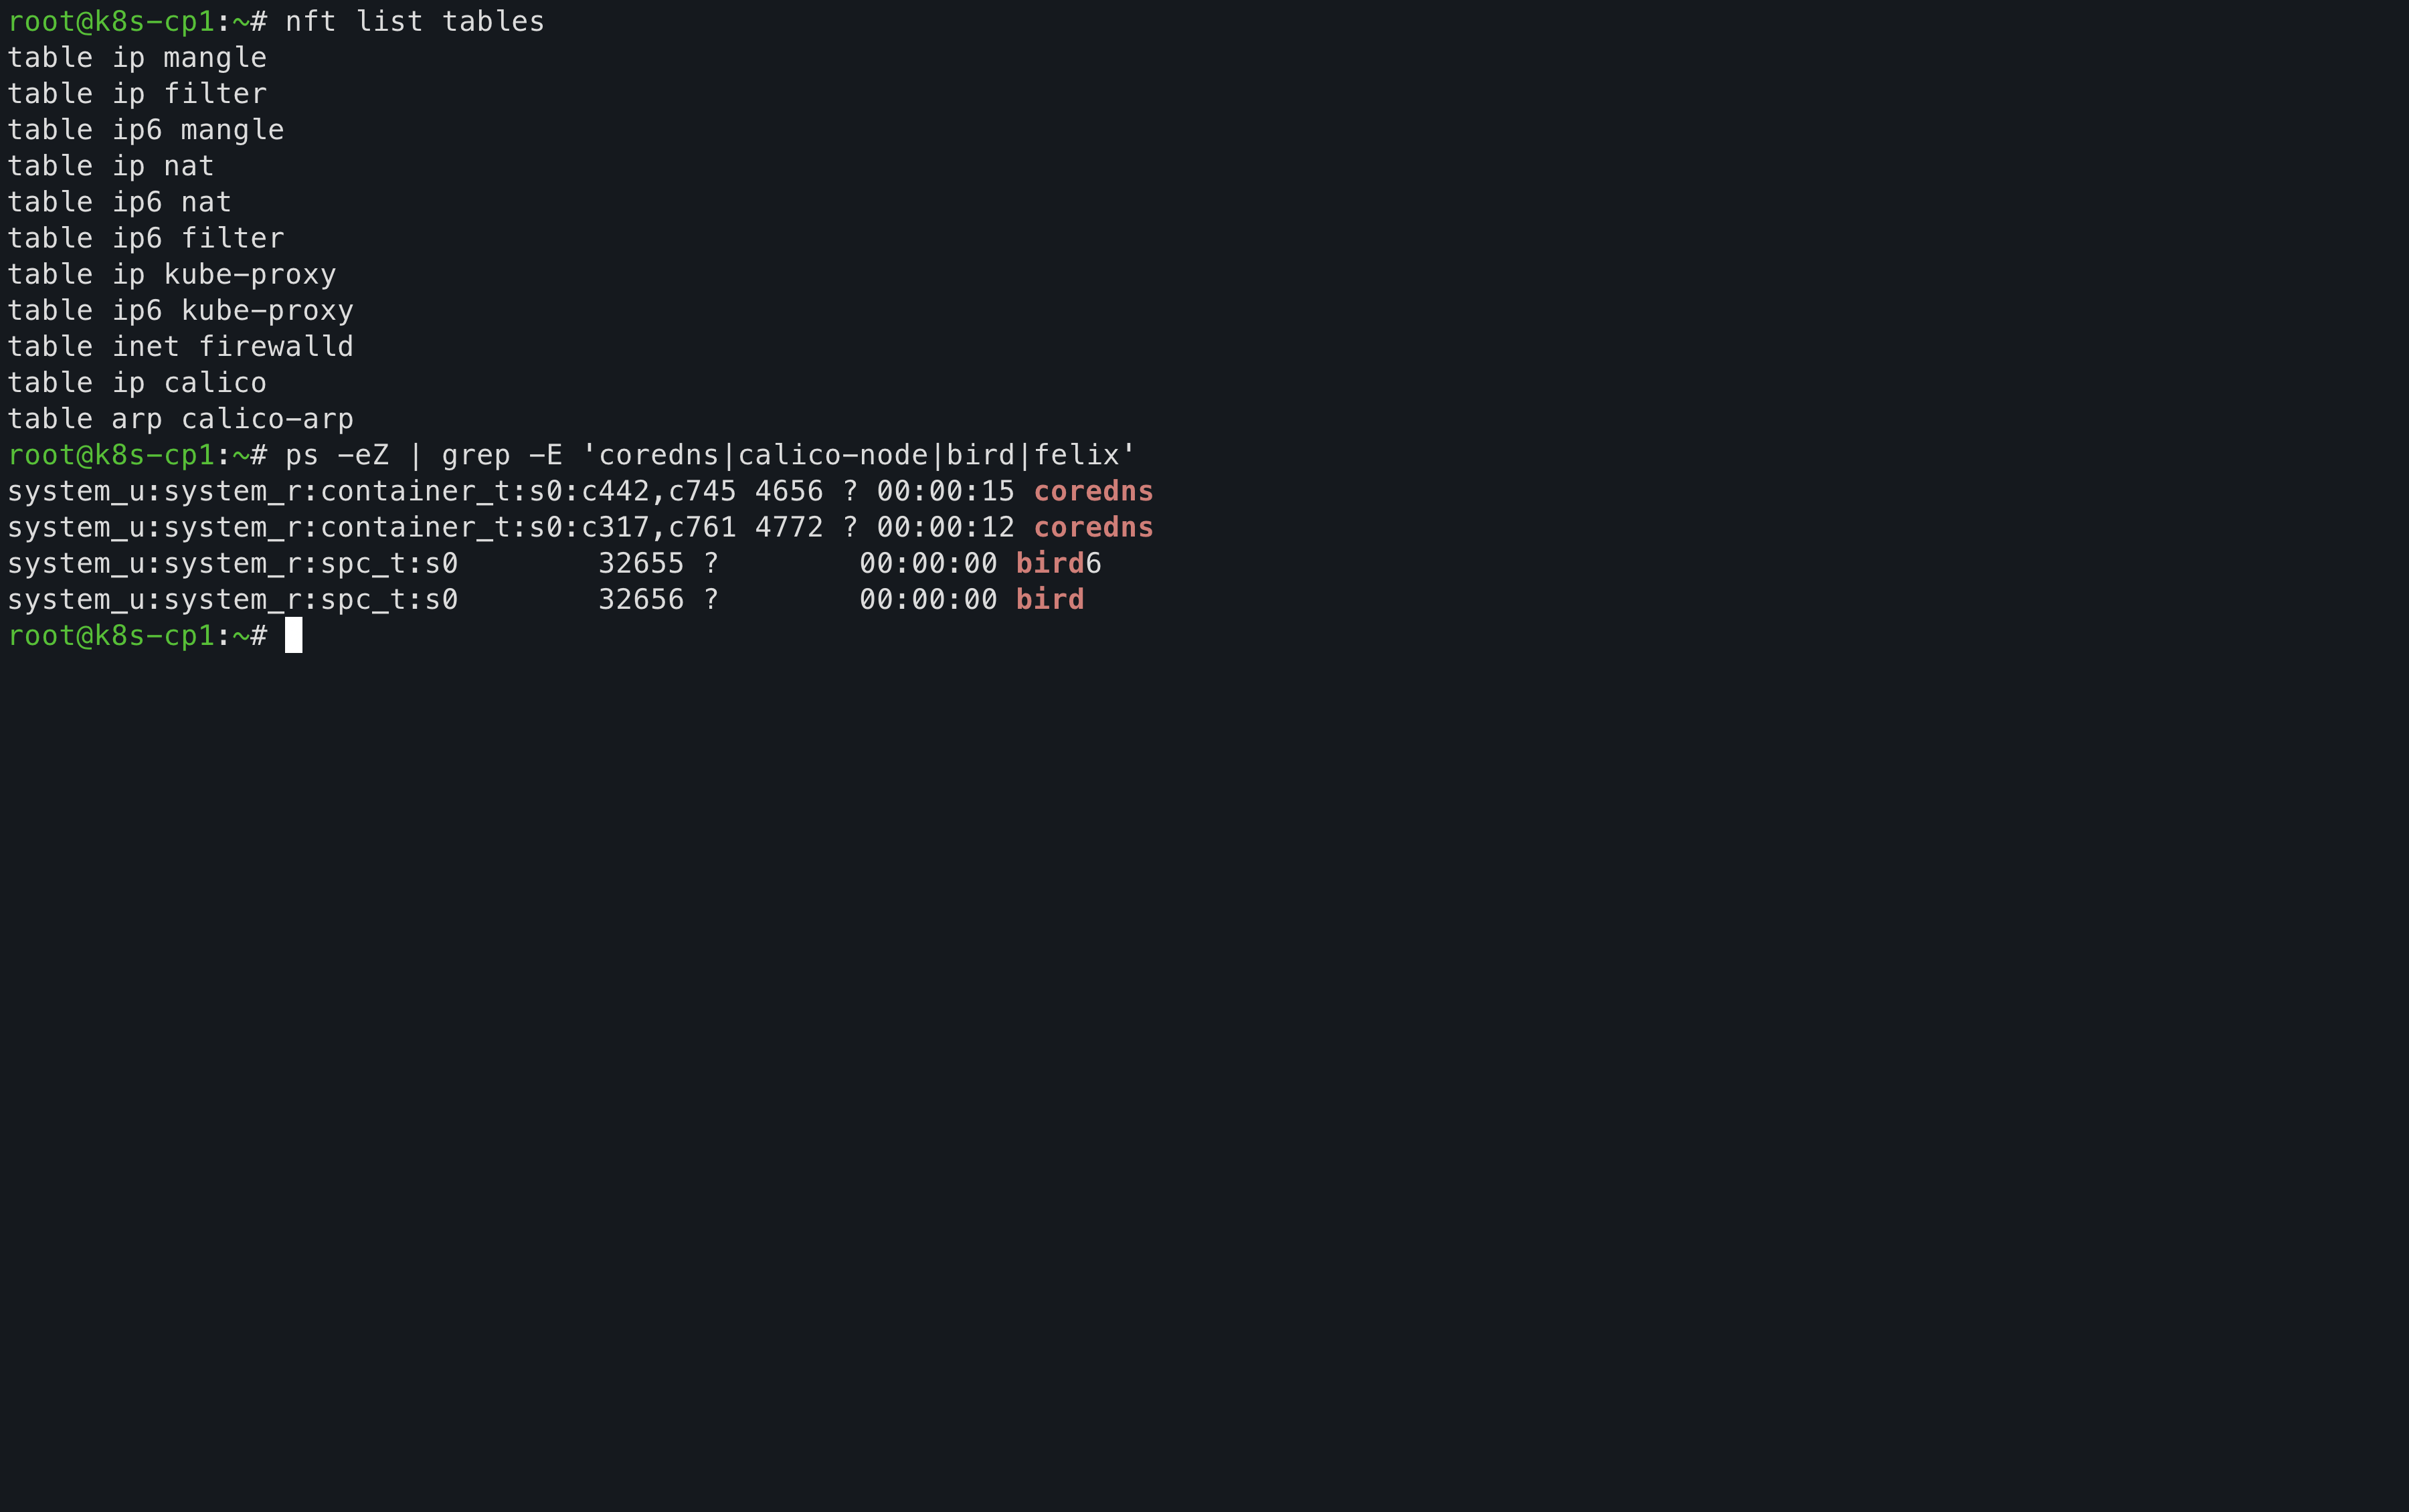 root@k8s-cp1:~# nft list tables
table ip mangle
table ip filter
table ip6 mangle
table ip nat
table ip6 nat
table ip6 filter
table ip kube-proxy
table ip6 kube-proxy
table inet firewalld
table ip calico
table arp calico-arp
root@k8s-cp1:~# ps -eZ | grep -E 'coredns|calico-node|bird|felix'
system_u:system_r:container_t:s0:c442,c745 4656 ? 00:00:15 coredns
system_u:system_r:container_t:s0:c317,c761 4772 ? 00:00:12 coredns
system_u:system_r:spc_t:s0        32655 ?        00:00:00 bird6
system_u:system_r:spc_t:s0        32656 ?        00:00:00 bird
root@k8s-cp1:~#